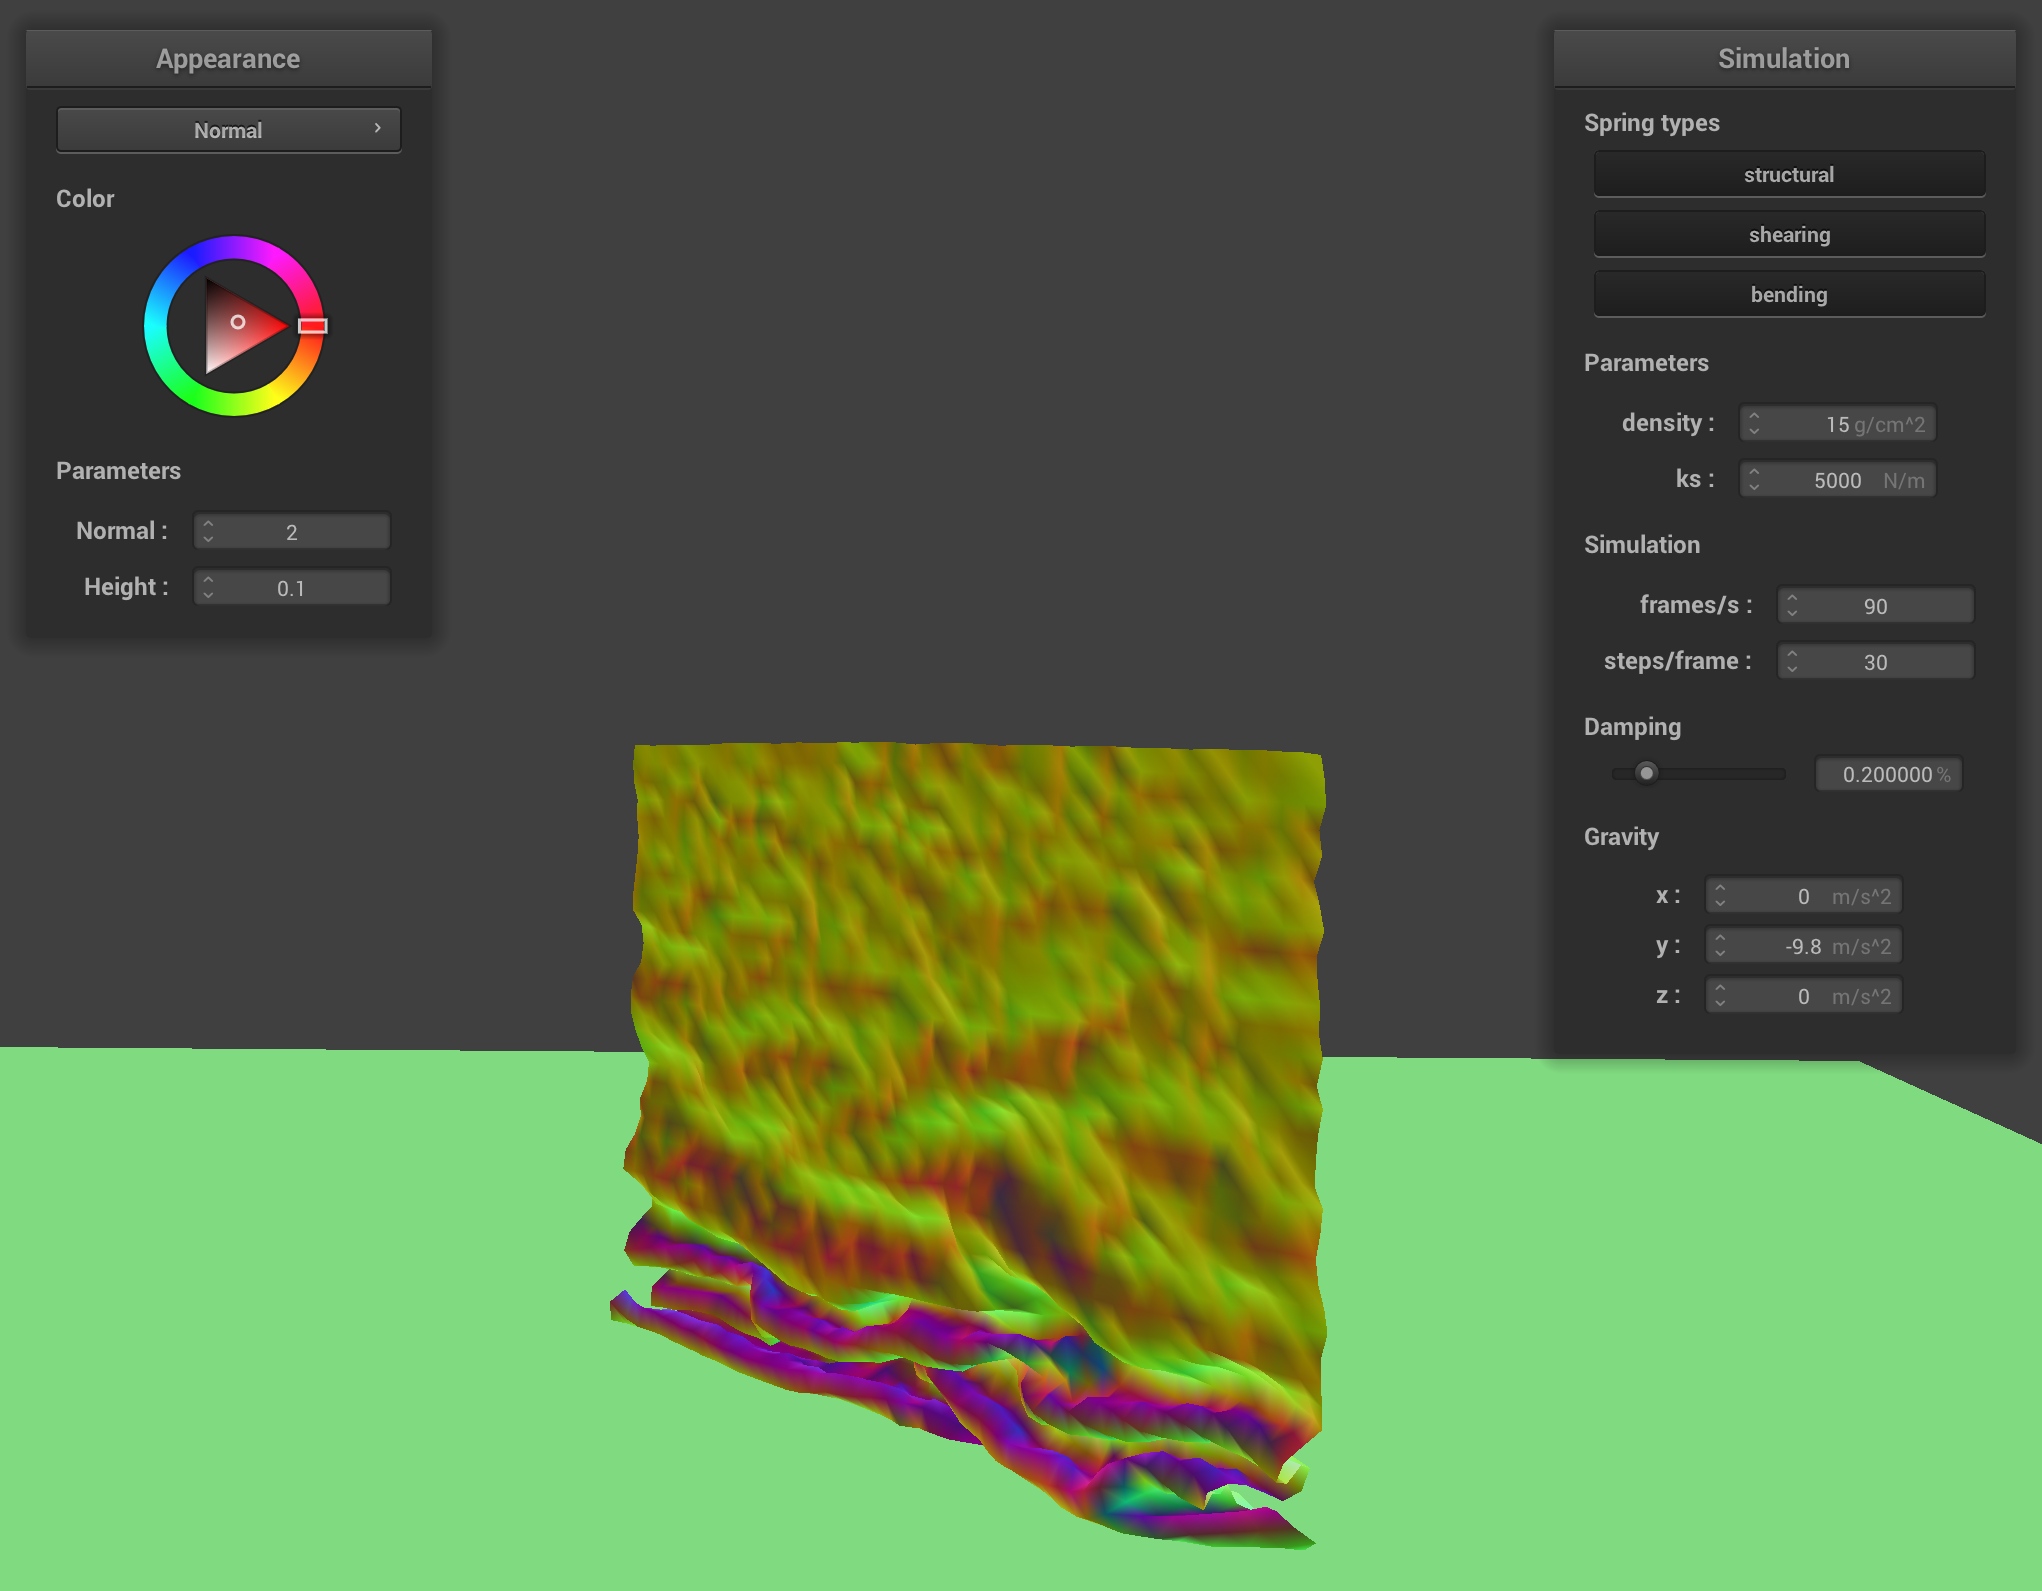 Appearance
Normal
Color
Parameters
Normal : 2
Height : 0.1
Simulation
Spring types
structural
shearing
bending
Parameters
density : 15 g/cm^2
ks : 5000 N/m
Simulation
frames/s : 90
steps/frame : 30
Damping
0.200000 %
Gravity
x : 0 m/s^2
y : -9.8 m/s^2
z : 0 m/s^2